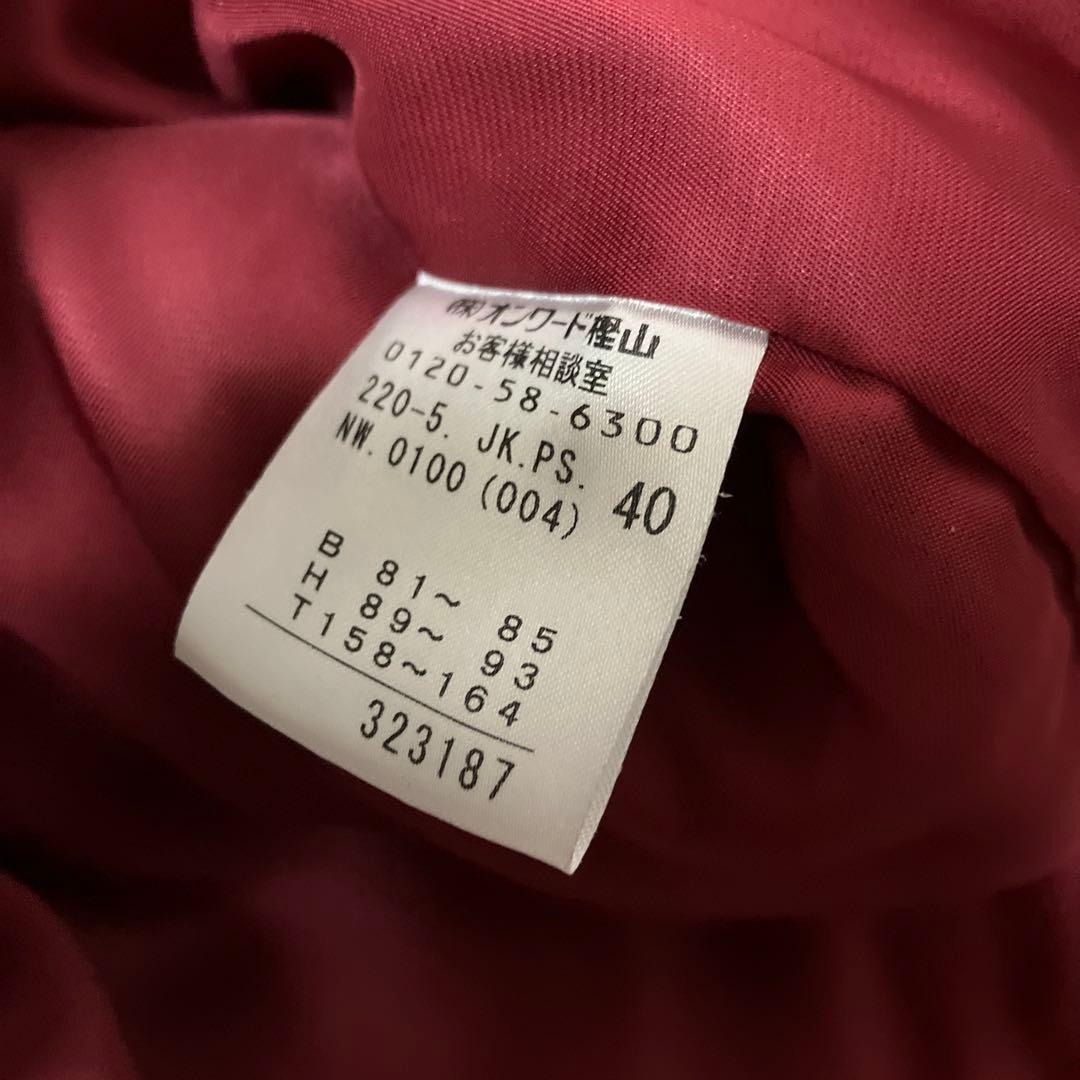 (株)オンワード樫山
お客様相談室
0120-58-6300
220-5. JK.PS.
NW.0100(004) 40
B 81~ 85
H 89~ 93
T158~164
323187